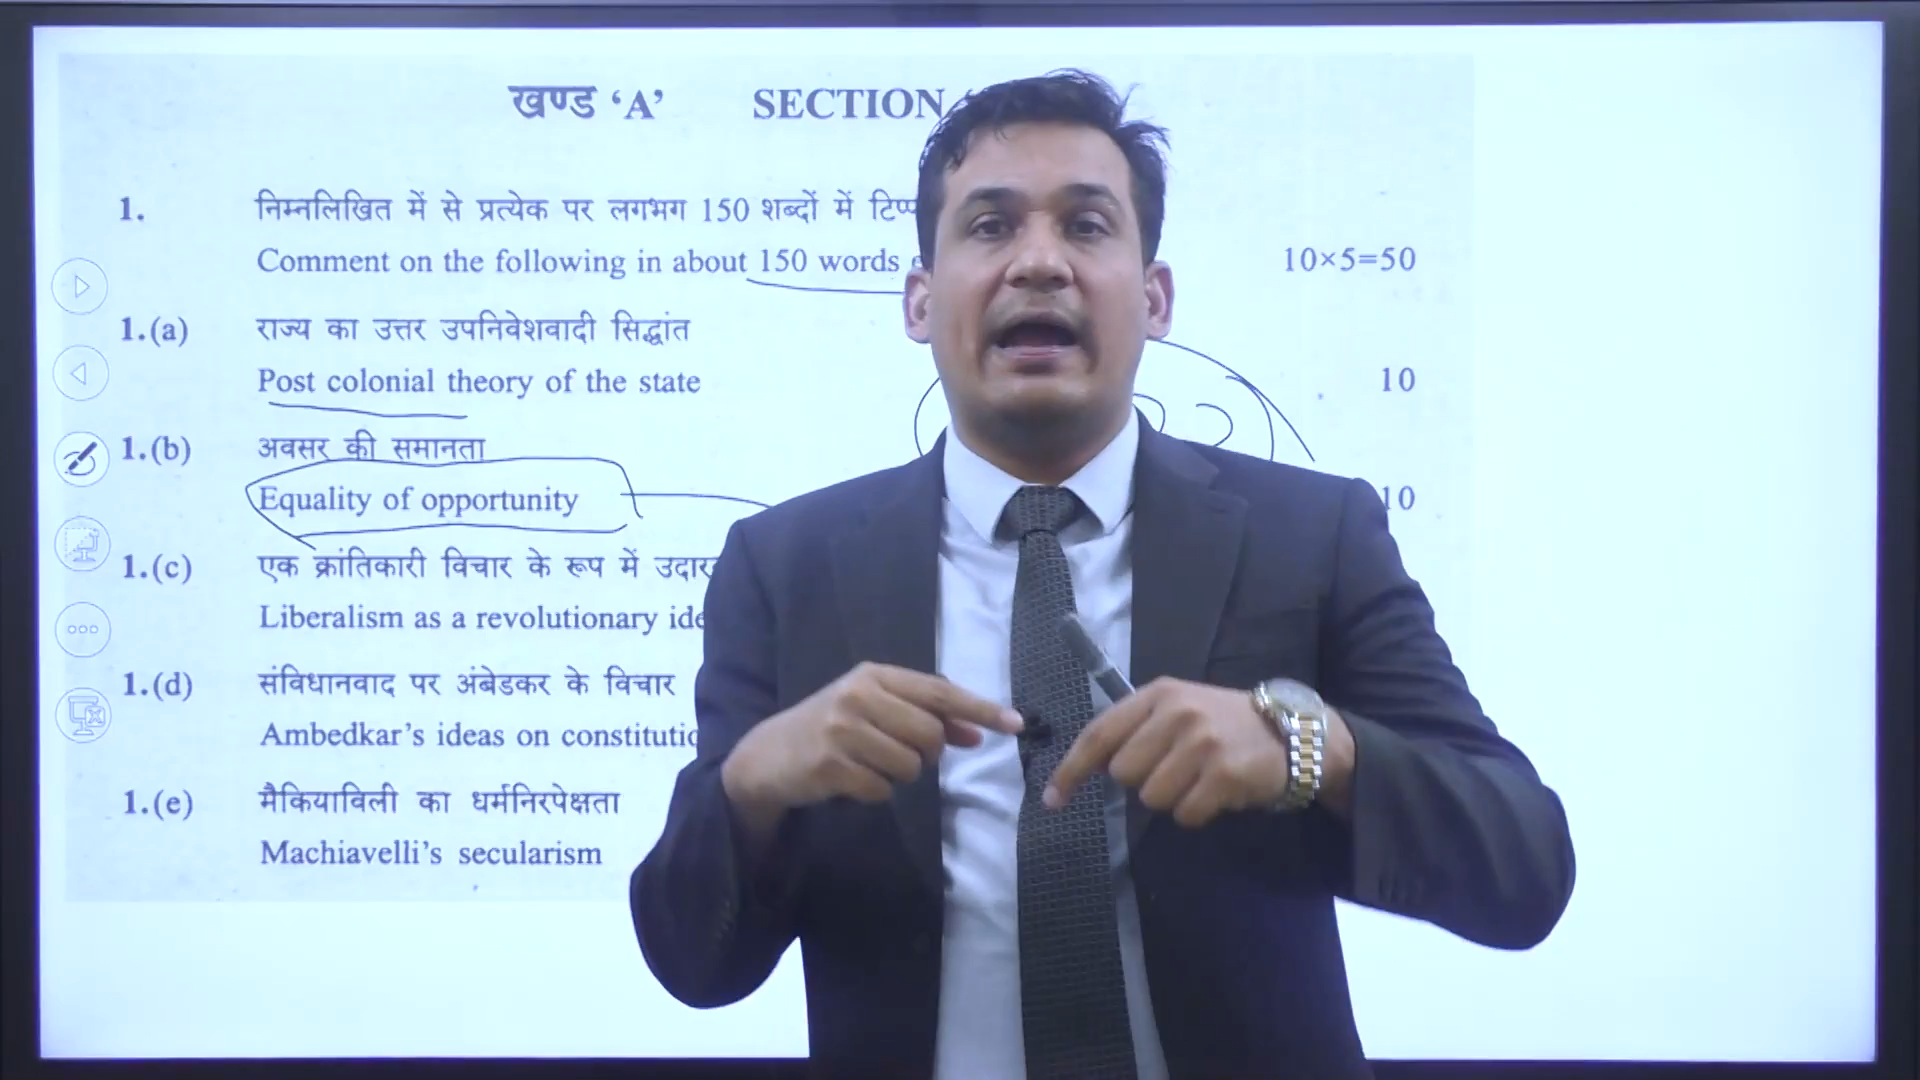 खण्ड ‘A’ SECTION
1. निम्नलिखित में से प्रत्येक पर लगभग 150 शब्दों में
Comment on the following in about 150 words 10×5=50
1.(a) राज्य का उत्तर उपनिवेशवादी सिद्धांत
Post colonial theory of the state 10
1.(b) अवसर की समानता
Equality of opportunity 10
1.(c) एक क्रांतिकारी विचार के रूप में
Liberalism as a revolutionary
1.(d) संविधानवाद पर अंबेडकर के विचार
Ambedkar’s ideas on
1.(e) मैकियाविली का धर्मनिरपेक्षता
Machiavelli’s secularism